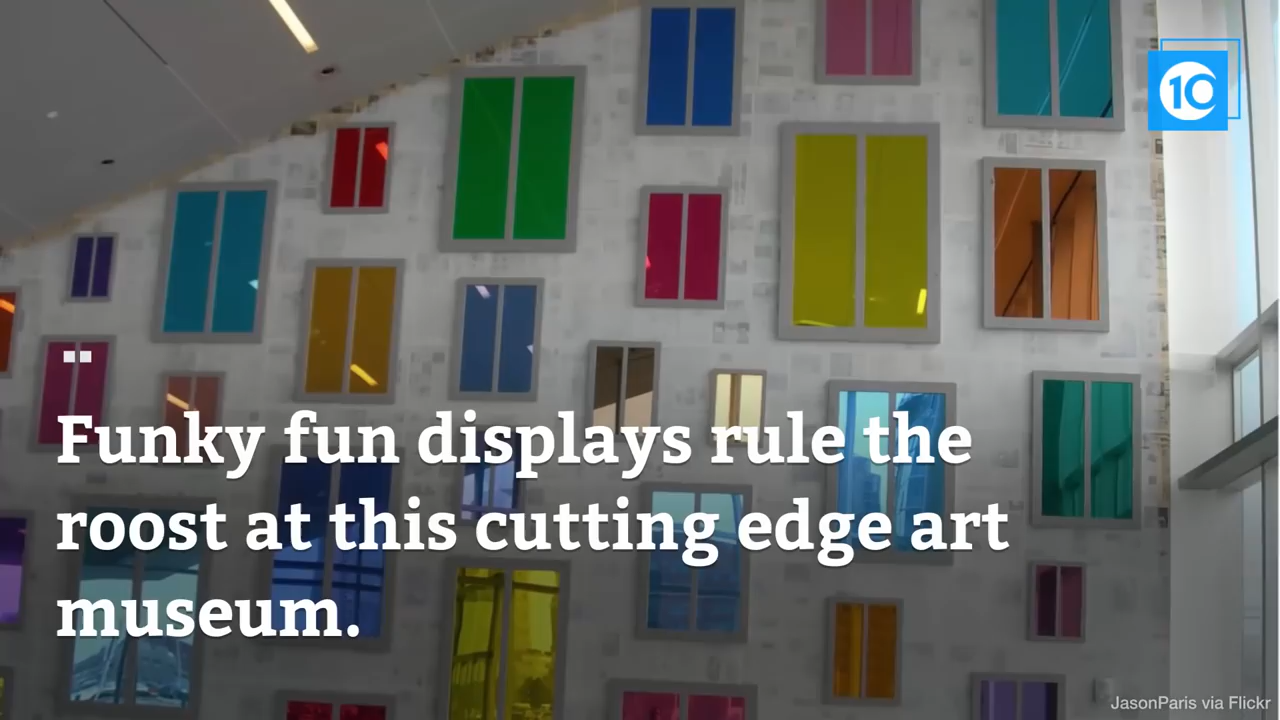 10
Funky fun displays rule the
roost at this cutting edge art
museum.
JasonParis via Flickr